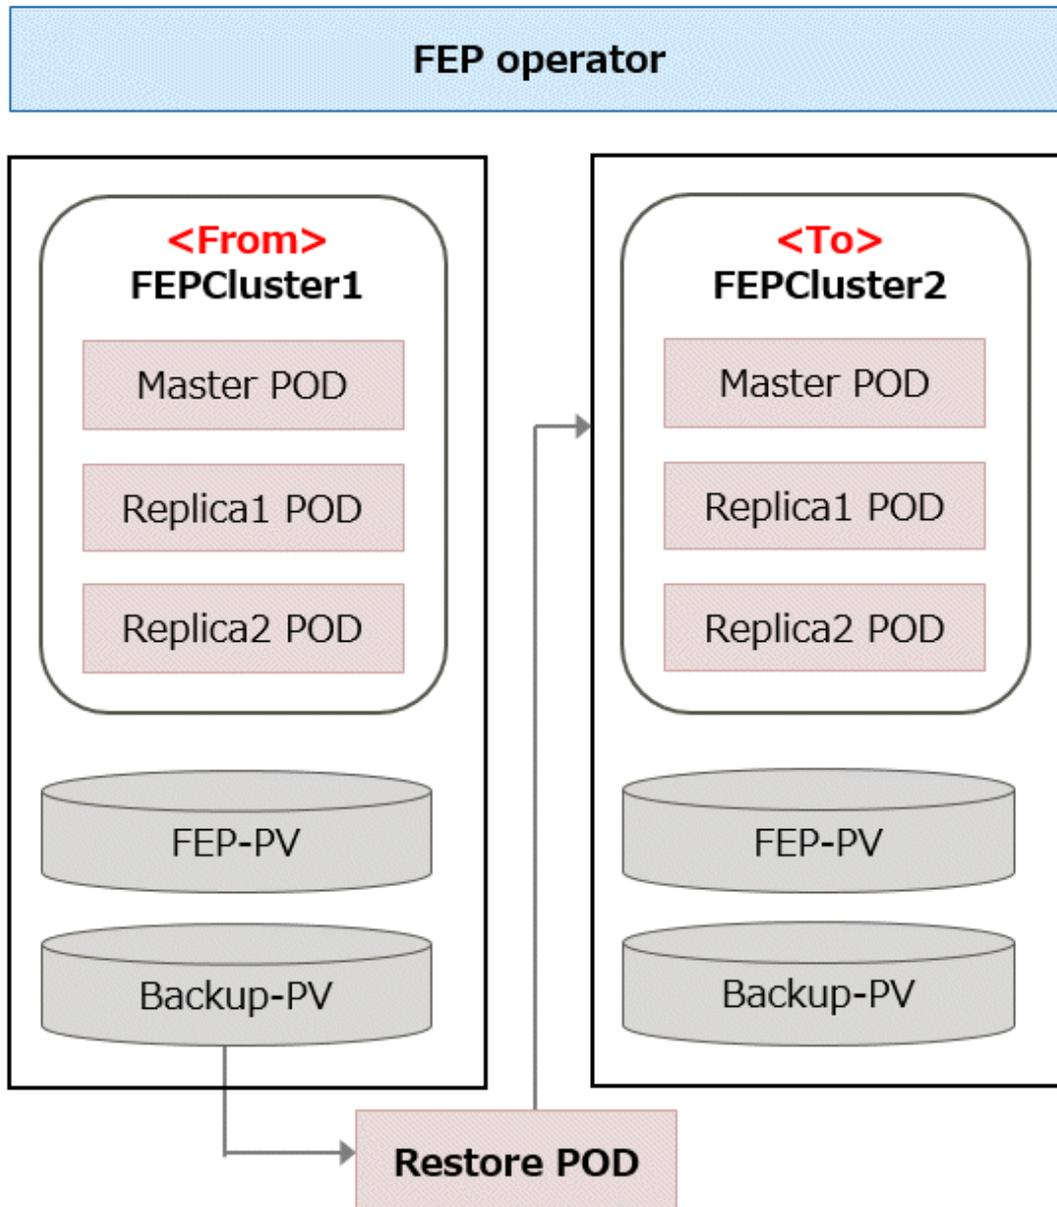 FEP operator
<From>
FEPCluster1
Master POD
Replica1 POD
Replica2 POD
FEP-PV
Backup-PV
<To>
FEPCluster2
Master POD
Replica1 POD
Replica2 POD
FEP-PV
Backup-PV
Restore POD